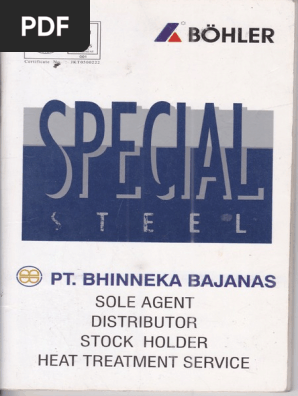 PDF
BÖHLER
SPECIAL
STEEL
PT. BHINNEKA BAJANAS
SOLE AGENT
DISTRIBUTOR
STOCK HOLDER
HEAT TREATMENT SERVICE